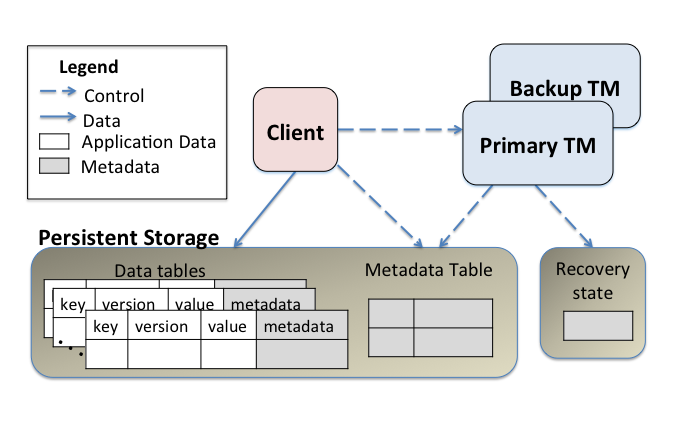 Legend
Control
Data
Application Data
Metadata
Client
Backup TM
Primary TM
Persistent Storage
Data tables
Metadata Table
Recovery
state
key version value metadata
key version value metadata